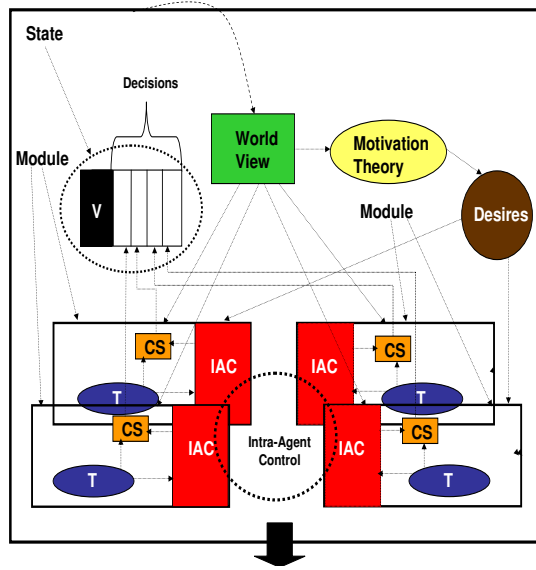 State
Decisions
World
View
Motivation
Theory
Module
V
Module
Desires
CS
IAC
IAC
CS
T
T
CS
IAC
Intra-Agent
Control
IAC
CS
T
T